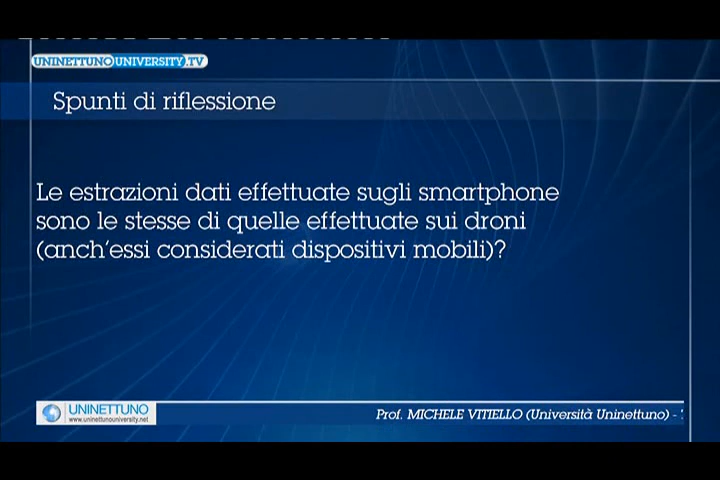 UNINETTUNOUNIVERSITY.TV
Spunti di riflessione
Le estrazioni dati effettuate sugli smartphone
sono le stesse di quelle effettuate sui droni
(anch'essi considerati dispositivi mobili)?
UNINETTUNO
www.uninettunouniversity.net
Prof. MICHELE VITIELLO (Università Uninettuno) -